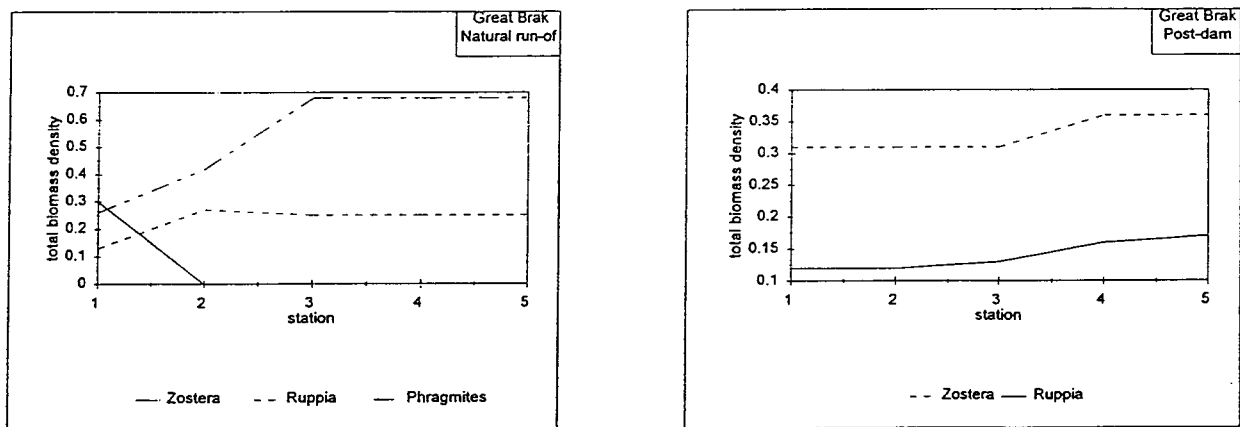 Great Brak
Natural run-of
total biomass density
0.7
0.6
0.5
0.4
0.3
0.2
0.1
0
1 2 3 4 5
station
Zostera Ruppia Phragmites
Great Brak
Post-dam
total biomass density
0.4
0.35
0.3
0.25
0.2
0.15
0.1
1 2 3 4 5
station
Zostera Ruppia